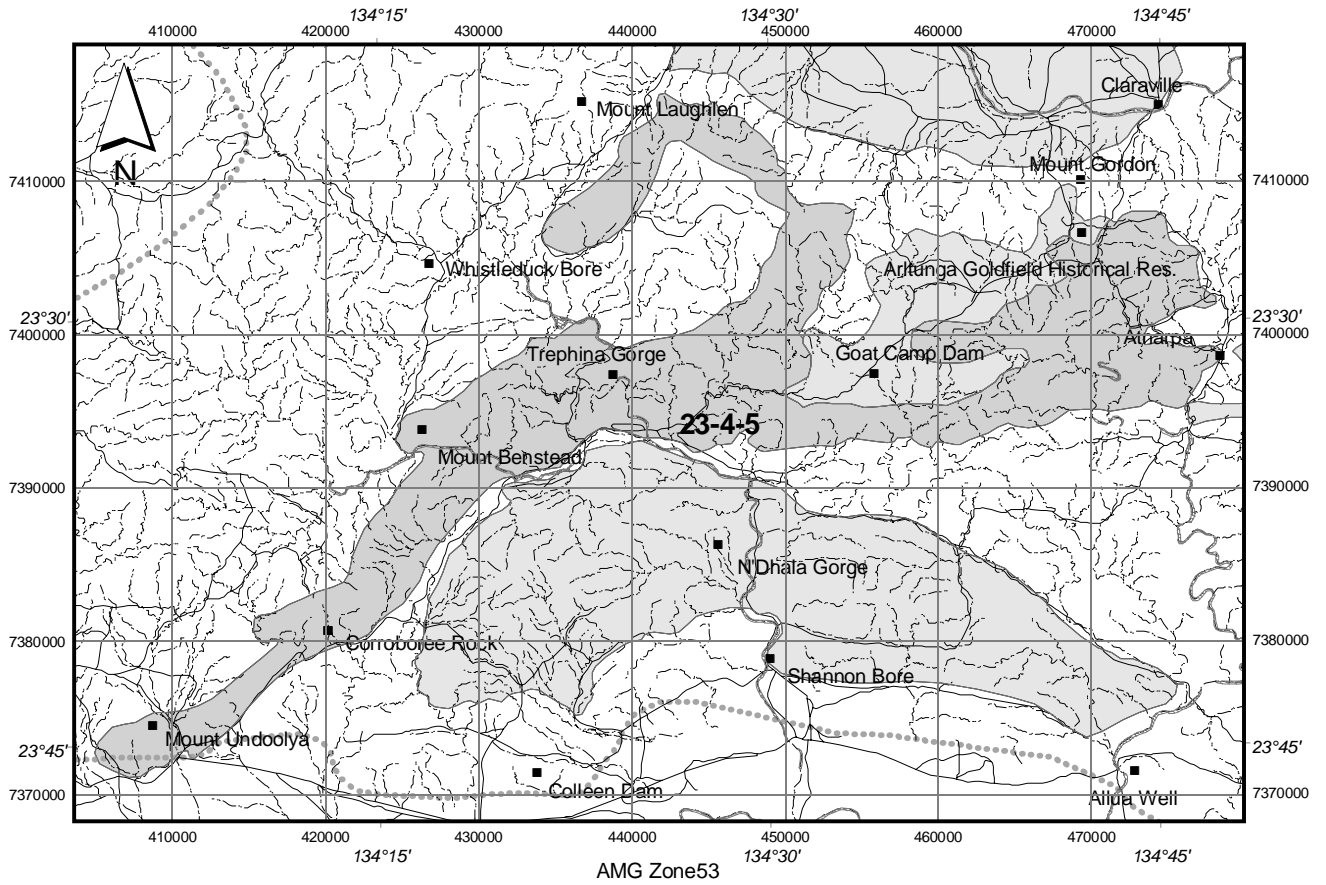 134°15' 134°30' 134°45'
410000 420000 430000 440000 450000 460000 470000
Claraville
Mount Laughlen
Mount Gordon
N
7410000 7410000
Whistleduck Bore
Arltunga Goldfield Historical Res.
23°30' 23°30'
7400000 7400000
Atnarpa
Trephina Gorge
Goat Camp Dam
23-4-5
Mount Benstead
7390000 7390000
N'Dhala Gorge
7380000 7380000
Corroboree Rock
Shannon Bore
Mount Undoolya
23°45' 23°45'
Colleen Dam
7370000 7370000
Allua Well
410000 420000 430000 440000 450000 460000 470000
134°15' 134°30' 134°45'
AMG Zone53